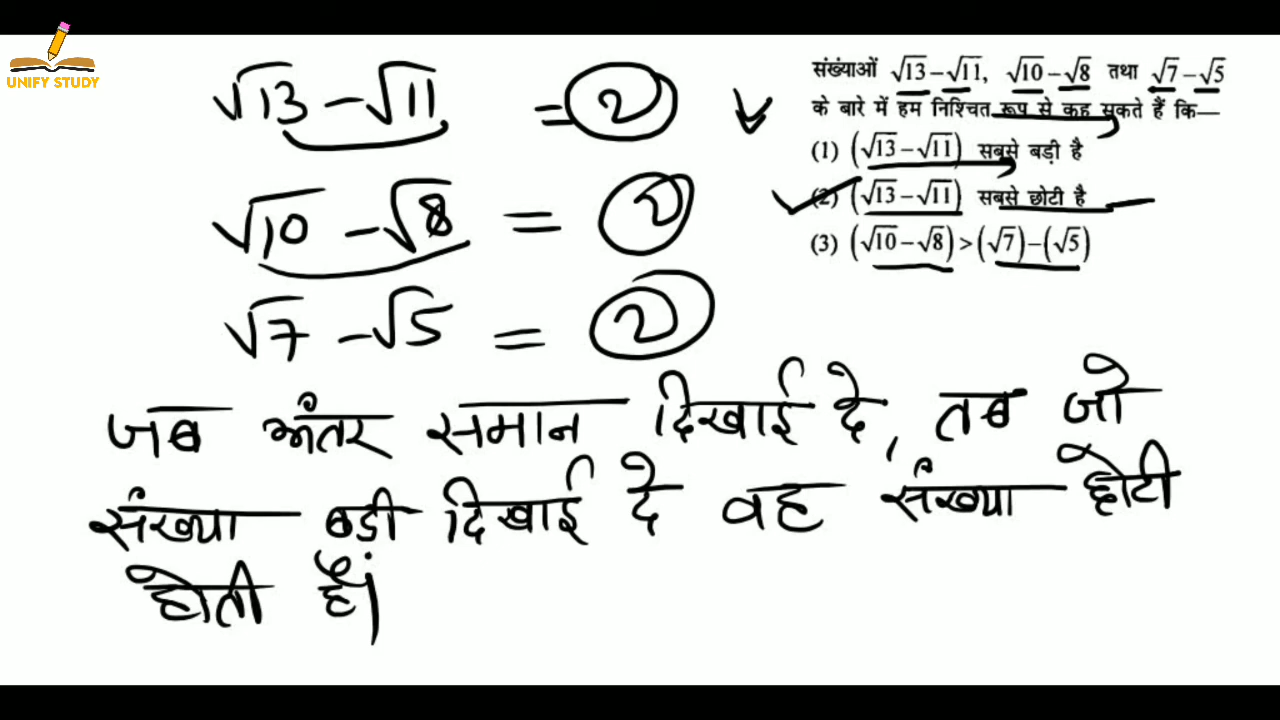 UNIFY STUDY
√13 – √11 = 2
√10 – √8 = 2
√7 – √5 = 2
संख्याओं √13 – √11, √10 – √8 तथा √7 – √5
के बारे में हम निश्चित रूप से कह सकते हैं कि—
(1) (√13 – √11) सबसे बड़ी है
(2) (√13 – √11) सबसे छोटी है
(3) (√10 – √8) > (√7) – (√5)
जब अंतर समान दिखाई दे, तब जो
संख्या बडी दिखाई दे वह संख्या छोटी
होती है।